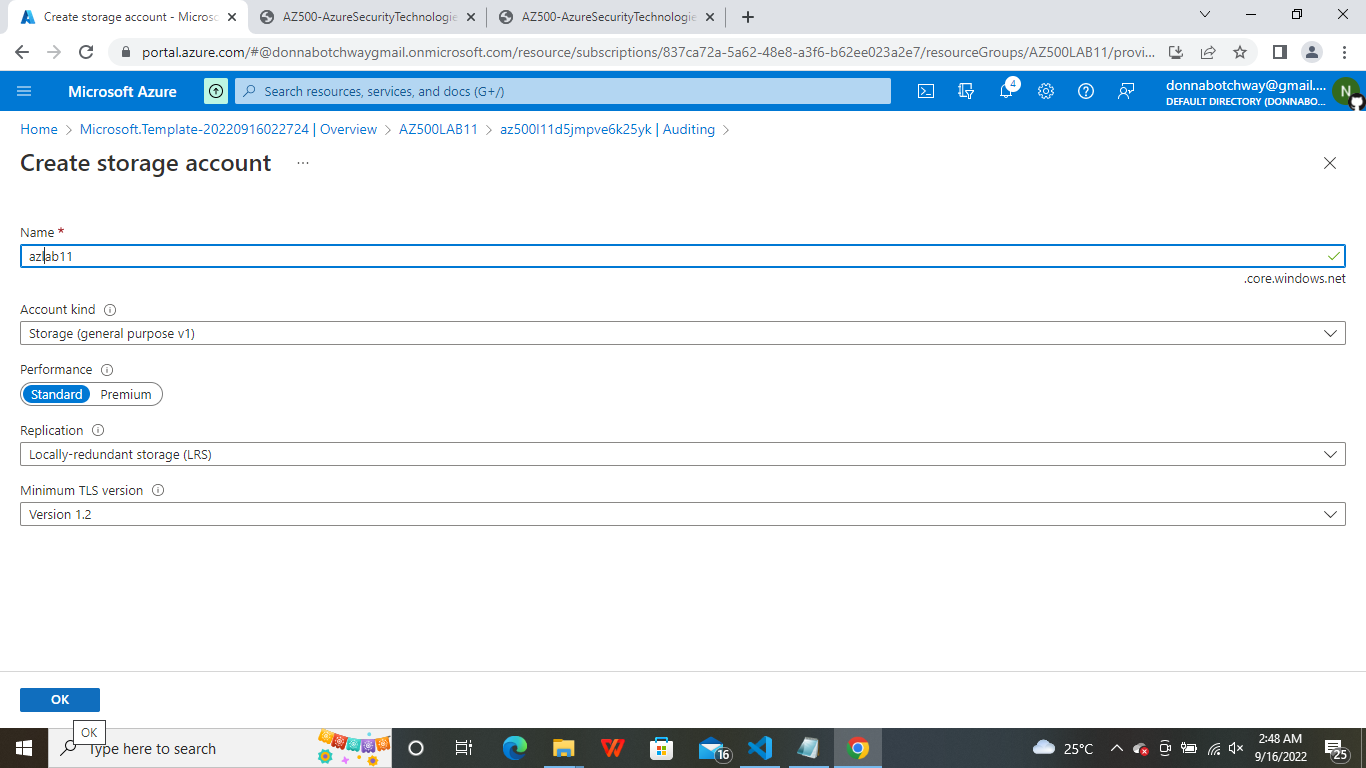 Create storage account - Microso
AZ500-AzureSecurityTechnologie
AZ500-AzureSecurityTechnologie
portal.azure.com/#@donnabotchwaygmail.onmicrosoft.com/resource/subscriptions/837ca72a-5a62-48e8-a3f6-b62ee023a2e7/resourceGroups/AZ500LAB11/provi...
Microsoft Azure
Search resources, services, and docs (G+/)
4
donnabotchway@gmail....
DEFAULT DIRECTORY (DONNABO...
N
Home > Microsoft.Template-20220916022724 | Overview > AZ500LAB11 > az500l11d5jmpve6k25yk | Auditing >
Create storage account ...
Name *
azlab11
.core.windows.net
Account kind
Storage (general purpose v1)
Performance
Standard Premium
Replication
Locally-redundant storage (LRS)
Minimum TLS version
Version 1.2
OK
OK
Type here to search
16
25°C
2:48 AM
9/16/2022
25